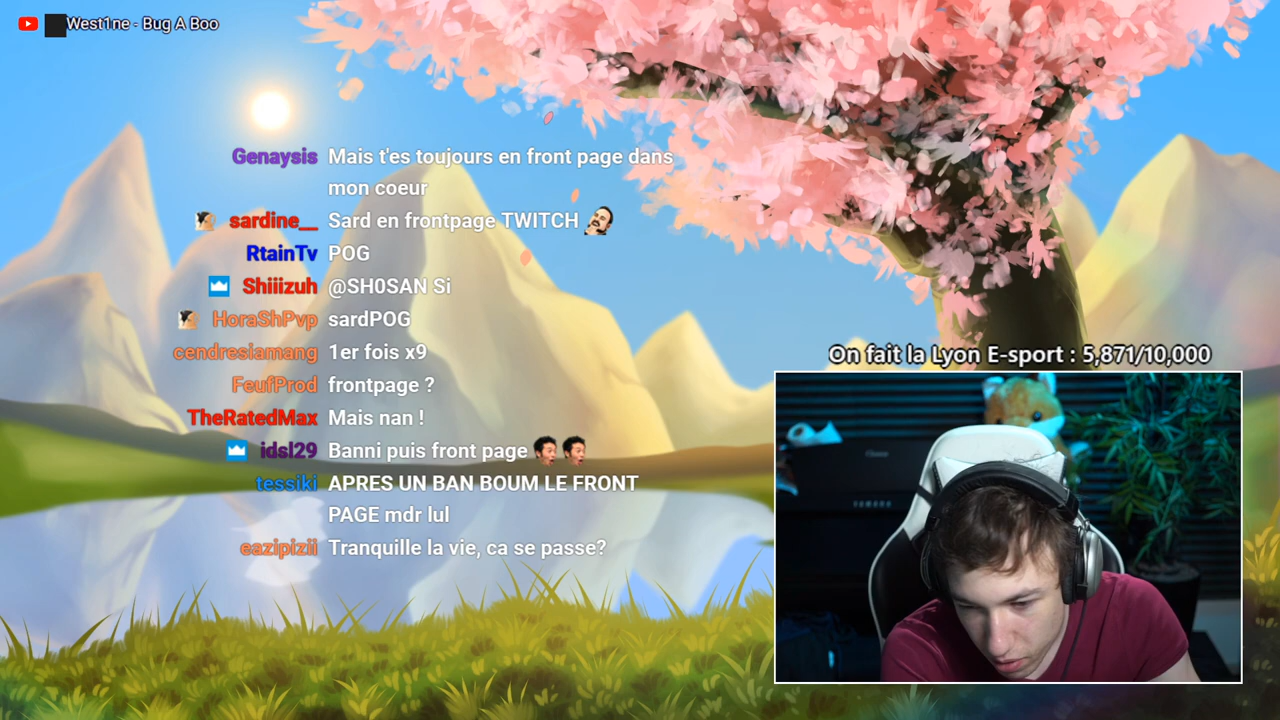 West1ne - Bug A Boo
Genaysis Mais t'es toujours en front page dans
mon coeur
sardine__ Sard en frontpage TWITCH
RtainTv POG
Shiiizuh @SH0SAN Si
HoraShPvp sardPOG
cendresiamang 1er fois x9
FeufProd frontpage ?
TheRatedMax Mais nan !
idsl29 Banni puis front page
tessiki APRES UN BAN BOUM LE FRONT
PAGE mdr lul
eazipizii Tranquille la vie, ca se passe?
On fait la Lyon E-sport : 5,871/10,000
YAMAHA